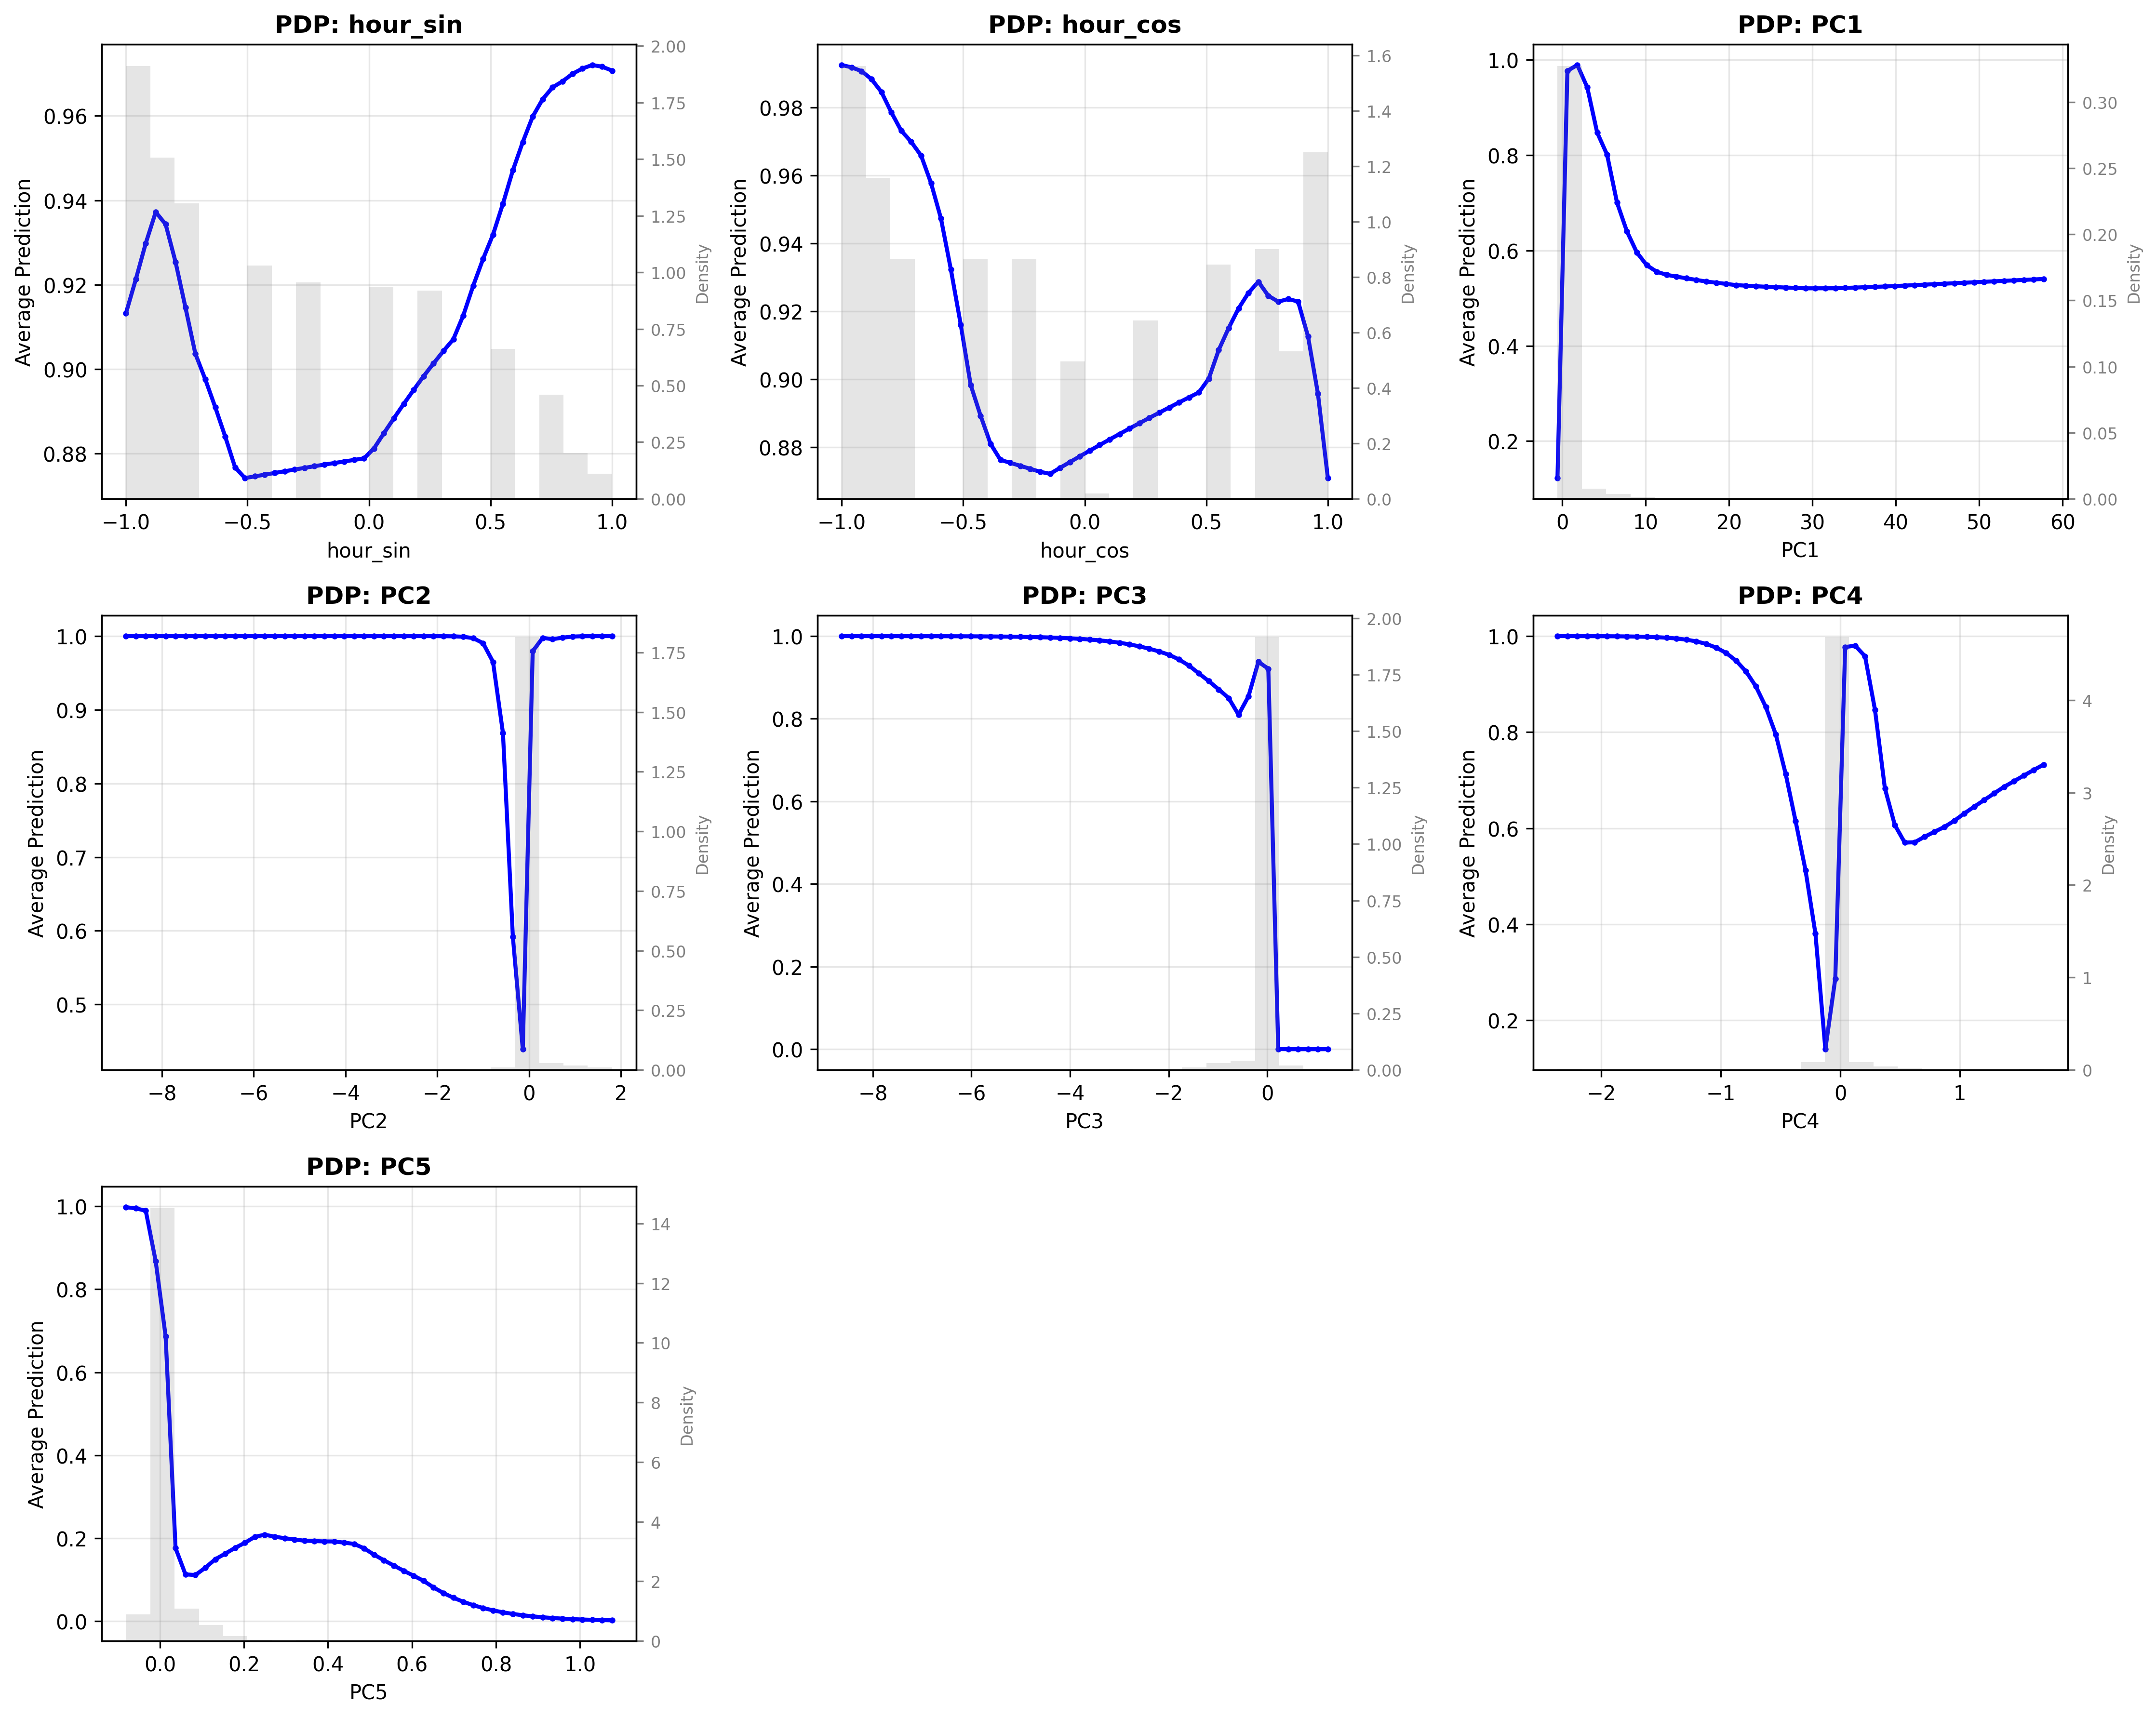 PDP: hour_sin
PDP: hour_cos
PDP: PC1
Average Prediction
0.96
0.94
0.92
0.90
0.88
2.00
1.75
1.50
1.25
1.00
0.75
0.50
0.25
0.00
Density
−1.0 −0.5 0.0 0.5 1.0
hour_sin
Average Prediction
0.98
0.96
0.94
0.92
0.90
0.88
1.6
1.4
1.2
1.0
0.8
0.6
0.4
0.2
0.0
Density
−1.0 −0.5 0.0 0.5 1.0
hour_cos
Average Prediction
1.0
0.8
0.6
0.4
0.2
0.30
0.25
0.20
0.15
0.10
0.05
0.00
Density
0 10 20 30 40 50 60
PC1
PDP: PC2
PDP: PC3
PDP: PC4
Average Prediction
1.0
0.9
0.8
0.7
0.6
0.5
1.75
1.50
1.25
1.00
0.75
0.50
0.25
0.00
Density
−8 −6 −4 −2 0 2
PC2
Average Prediction
1.0
0.8
0.6
0.4
0.2
0.0
2.00
1.75
1.50
1.25
1.00
0.75
0.50
0.25
0.00
Density
−8 −6 −4 −2 0
PC3
Average Prediction
1.0
0.8
0.6
0.4
0.2
4
3
2
1
0
Density
−2 −1 0 1
PC4
PDP: PC5
Average Prediction
1.0
0.8
0.6
0.4
0.2
0.0
14
12
10
8
6
4
2
0
Density
0.0 0.2 0.4 0.6 0.8 1.0
PC5